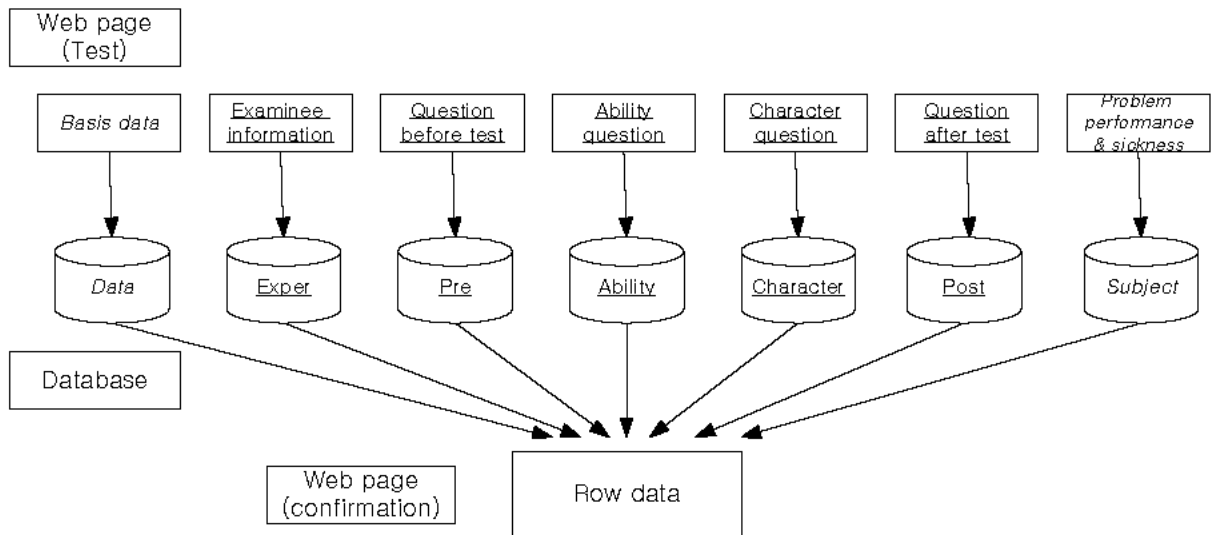 Web page
(Test)
Basis data
Examinee
information
Question
before test
Ability
question
Character
question
Question
after test
Problem
performance
& sickness
Data
Exper
Pre
Ability
Character
Post
Subject
Database
Web page
(confirmation)
Row data